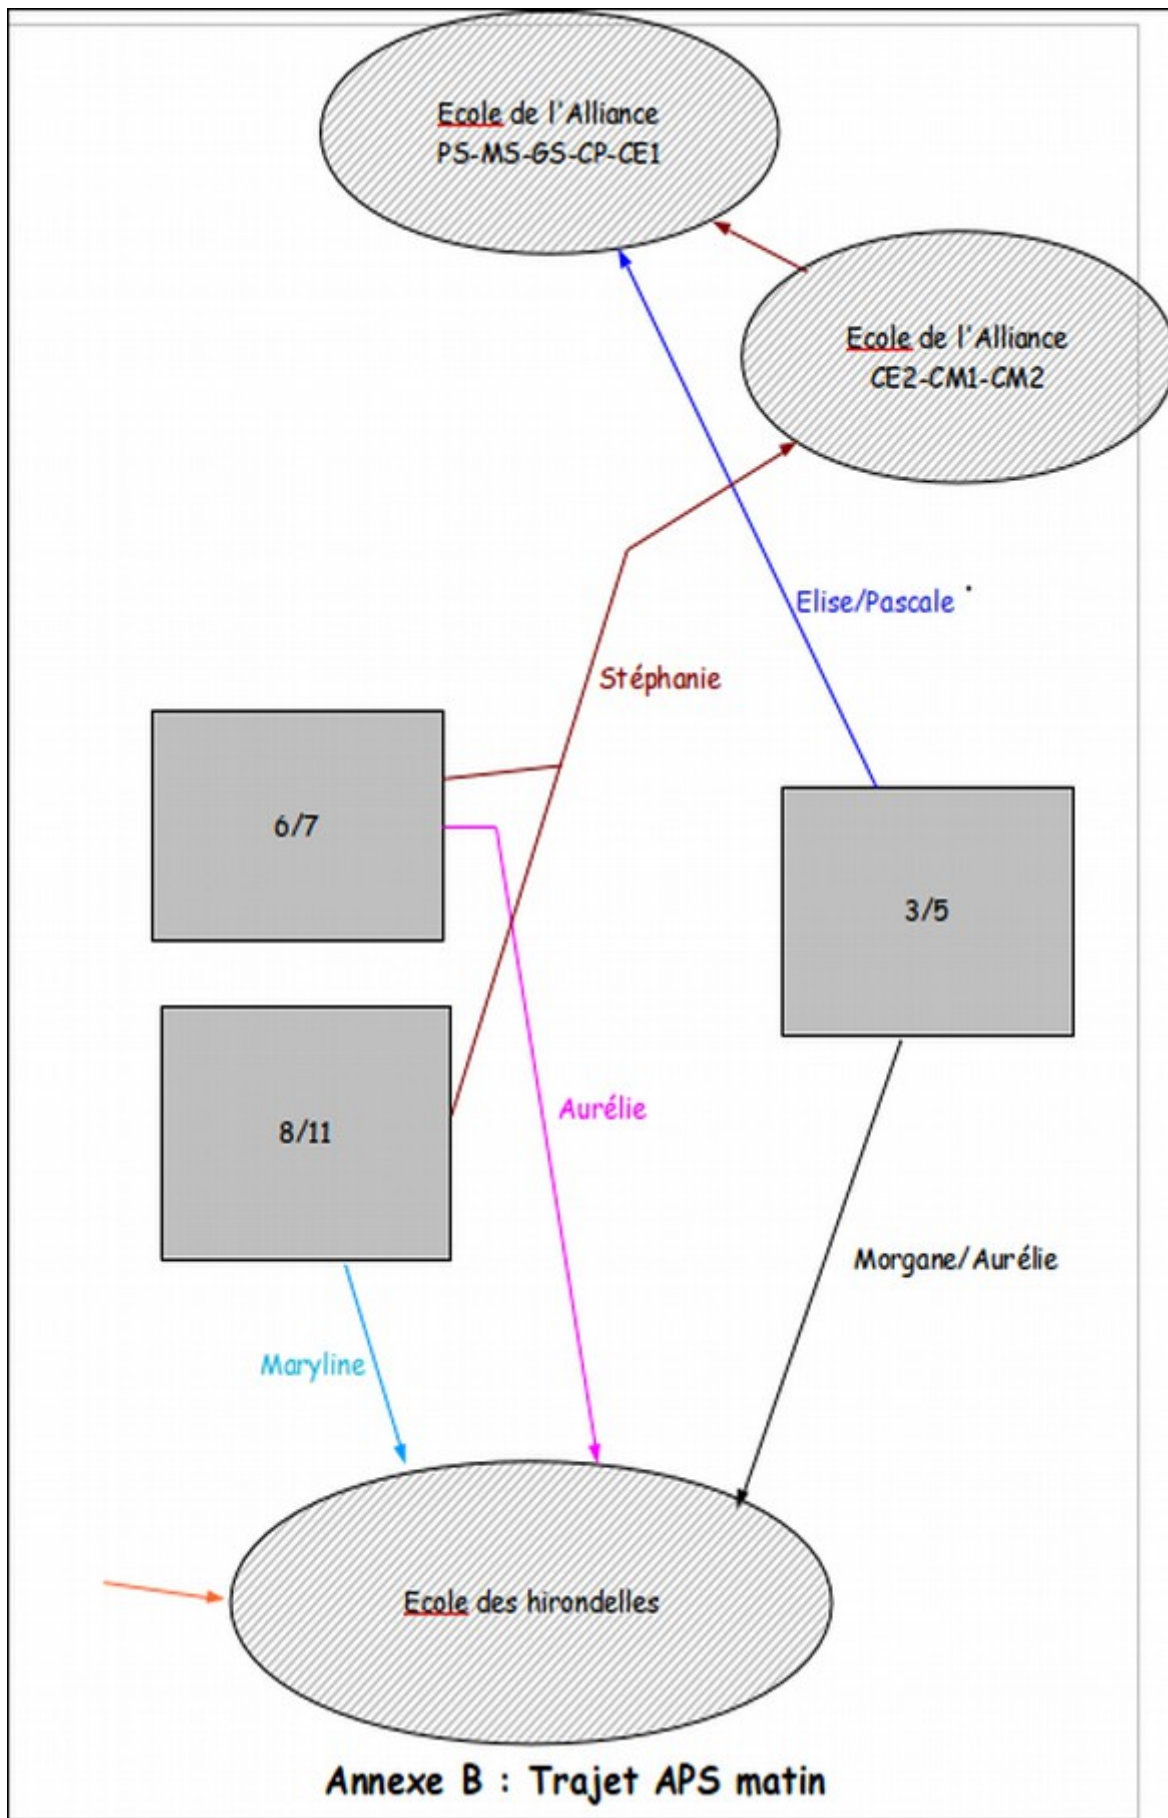 Ecole de l'Alliance
PS-MS-GS-CP-CE1
Ecole de l'Alliance
CE2-CM1-CM2
Elise/Pascale
Stéphanie
6/7
3/5
8/11
Aurélie
Morgane/Aurélie
Maryline
Ecole des hirondelles
Annexe B : Trajet APS matin